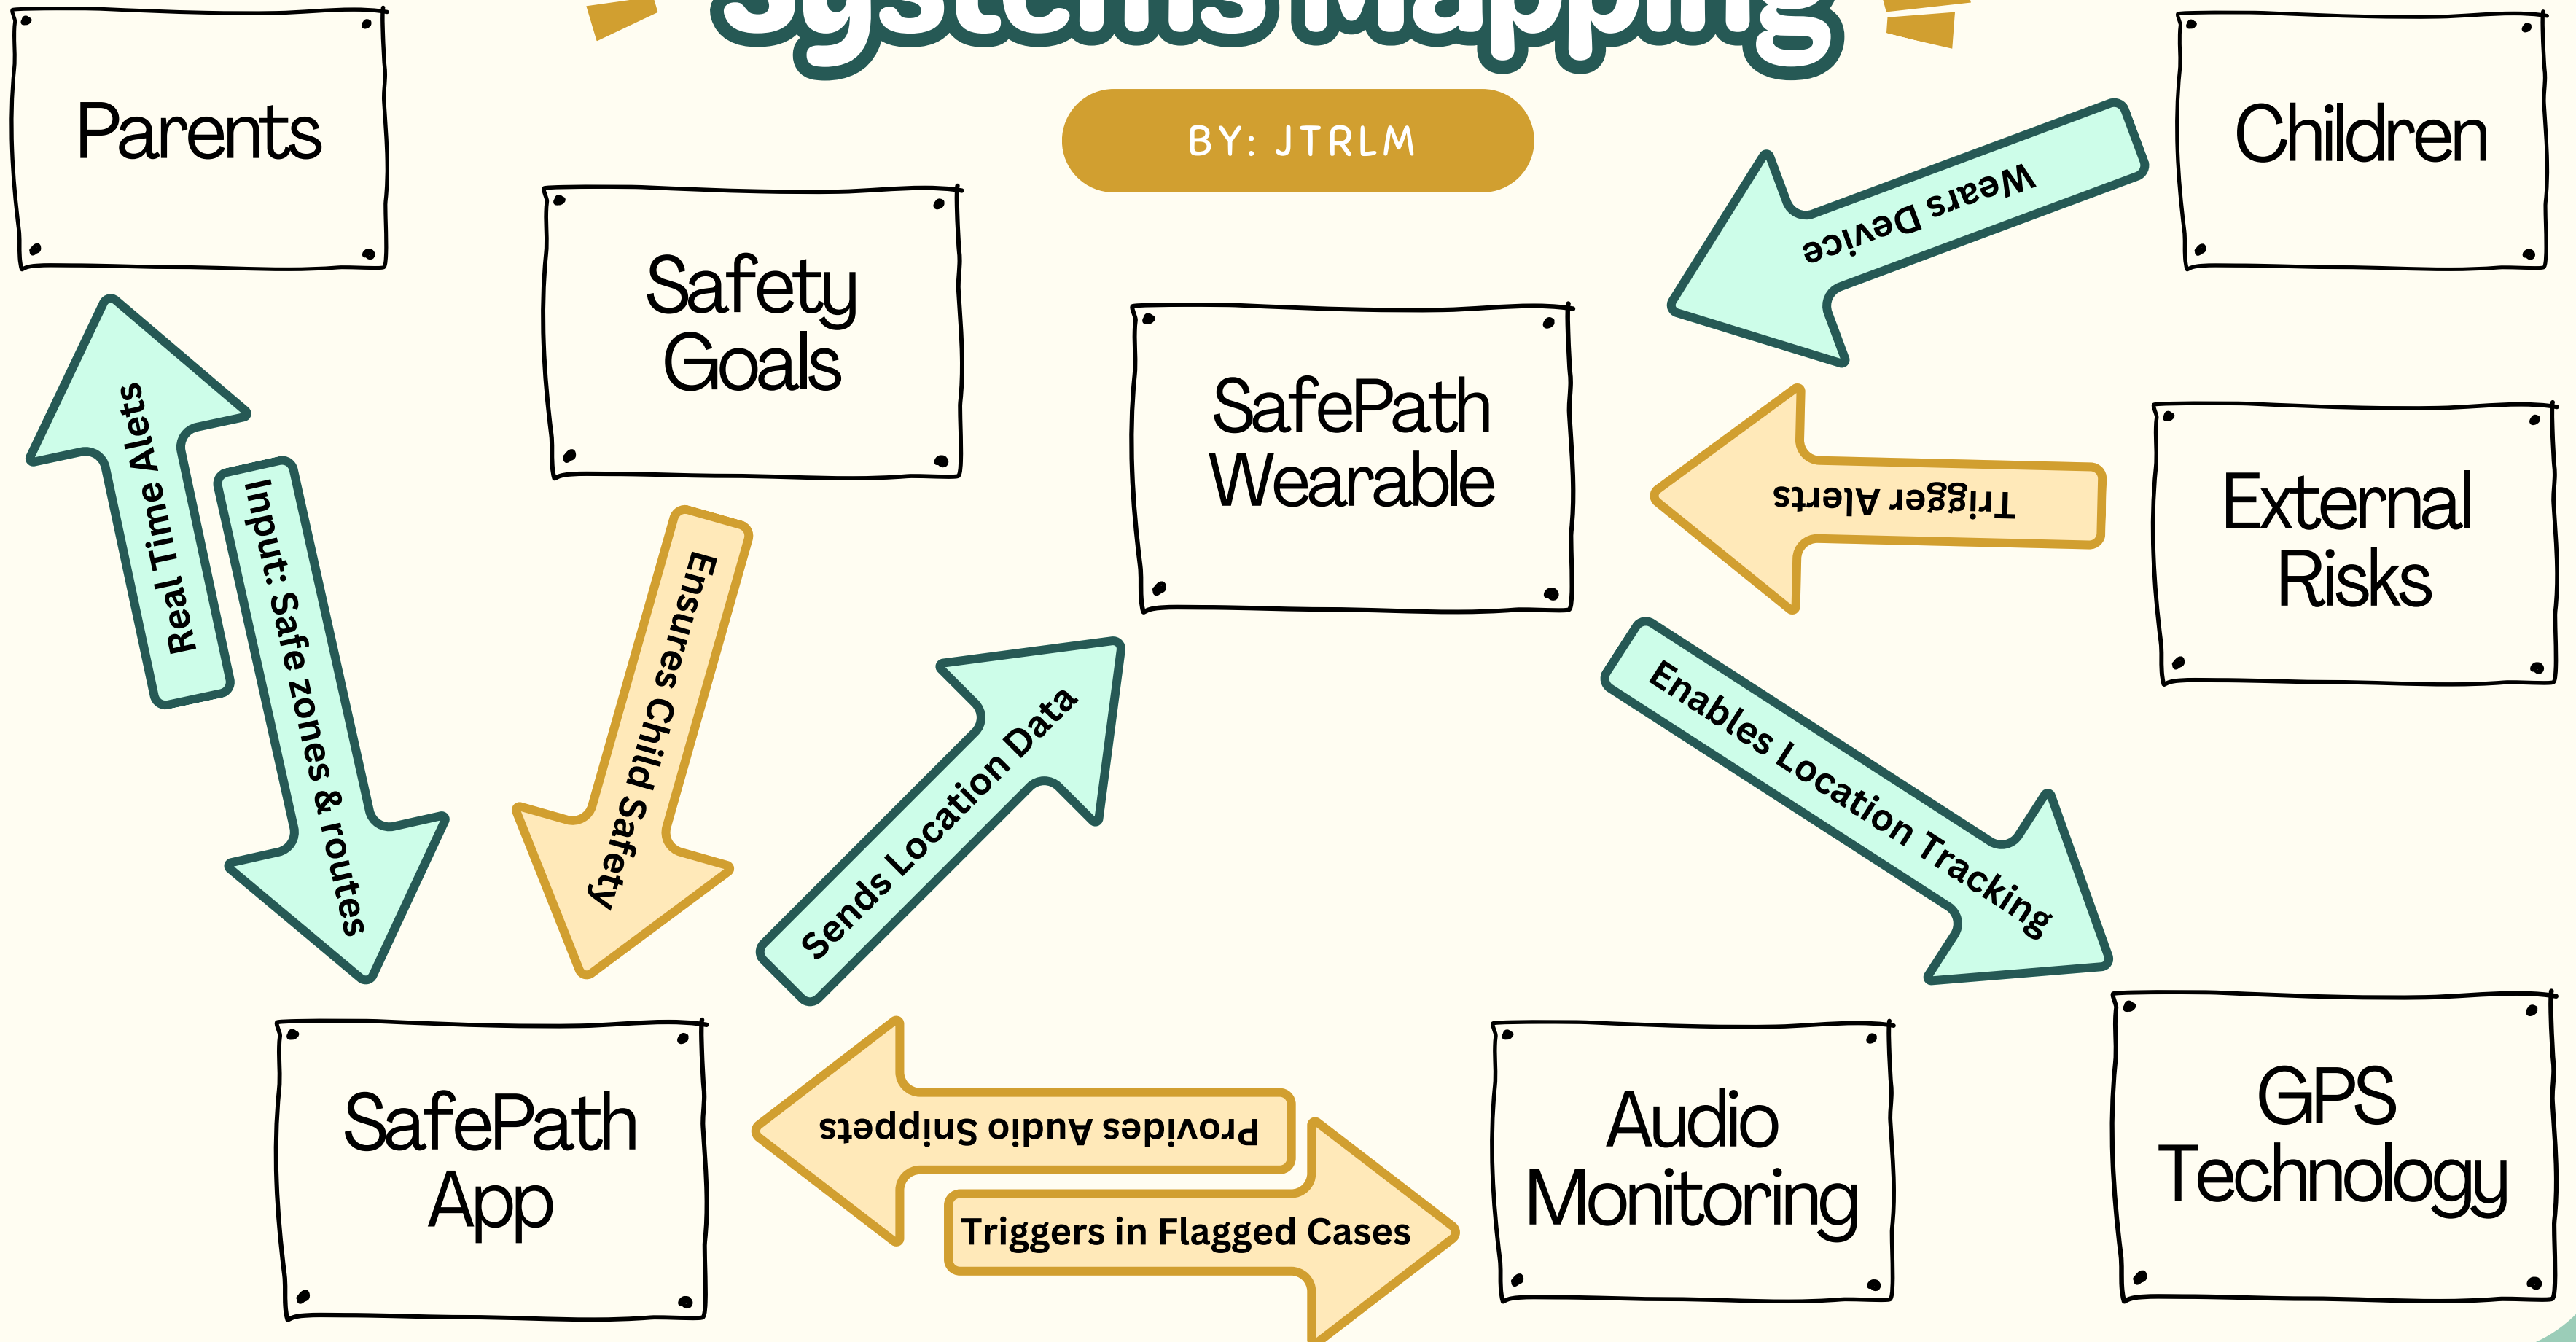 Systems Mapping
BY: JTRLM
Parents
Children
Safety
Goals
Wears Device
SafePath
Wearable
External
Risks
Trigger Alerts
Real Time Alets
Input: Safe zones & routes
Ensures Child Safety
Sends Location Data
Enables Location Tracking
SafePath
App
Provides Audio Snippets
Triggers in Flagged Cases
Audio
Monitoring
GPS
Technology